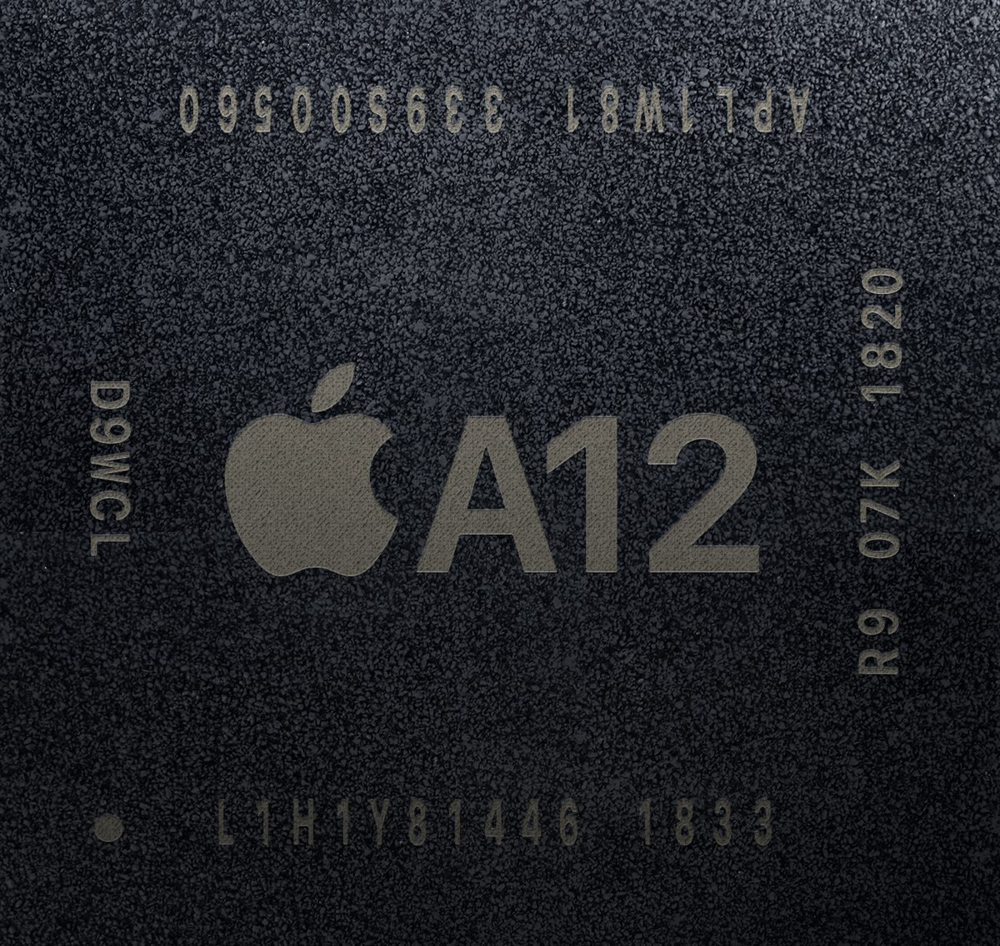 APL1W81 339S00560
D9WCL
A12
R9 07K 1820
L1H1Y81446 1833